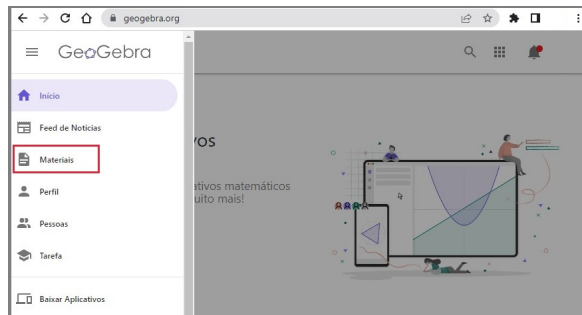 geogebra.org
GeoGebra
Início
Feed de Notícias
Materiais
Perfil
Pessoas
Tarefa
Baixar Aplicativos
vos
ativos matemáticos
uito mais!